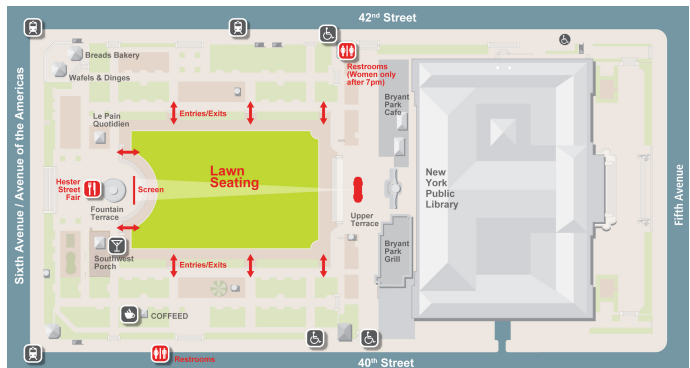 42nd Street
Breads Bakery
Wafels & Dinges
Restrooms
(Women only
after 7pm)
Bryant
Park
Cafe
Le Pain
Quotidien
Entries/Exits
Lawn
Seating
Hester
Street
Fair
Screen
Fountain
Terrace
Upper
Terrace
New
York
Public
Library
Southwest
Porch
Entries/Exits
Bryant
Park
Grill
COFFEED
Restrooms
40th Street
Sixth Avenue / Avenue of the Americas
Fifth Avenue